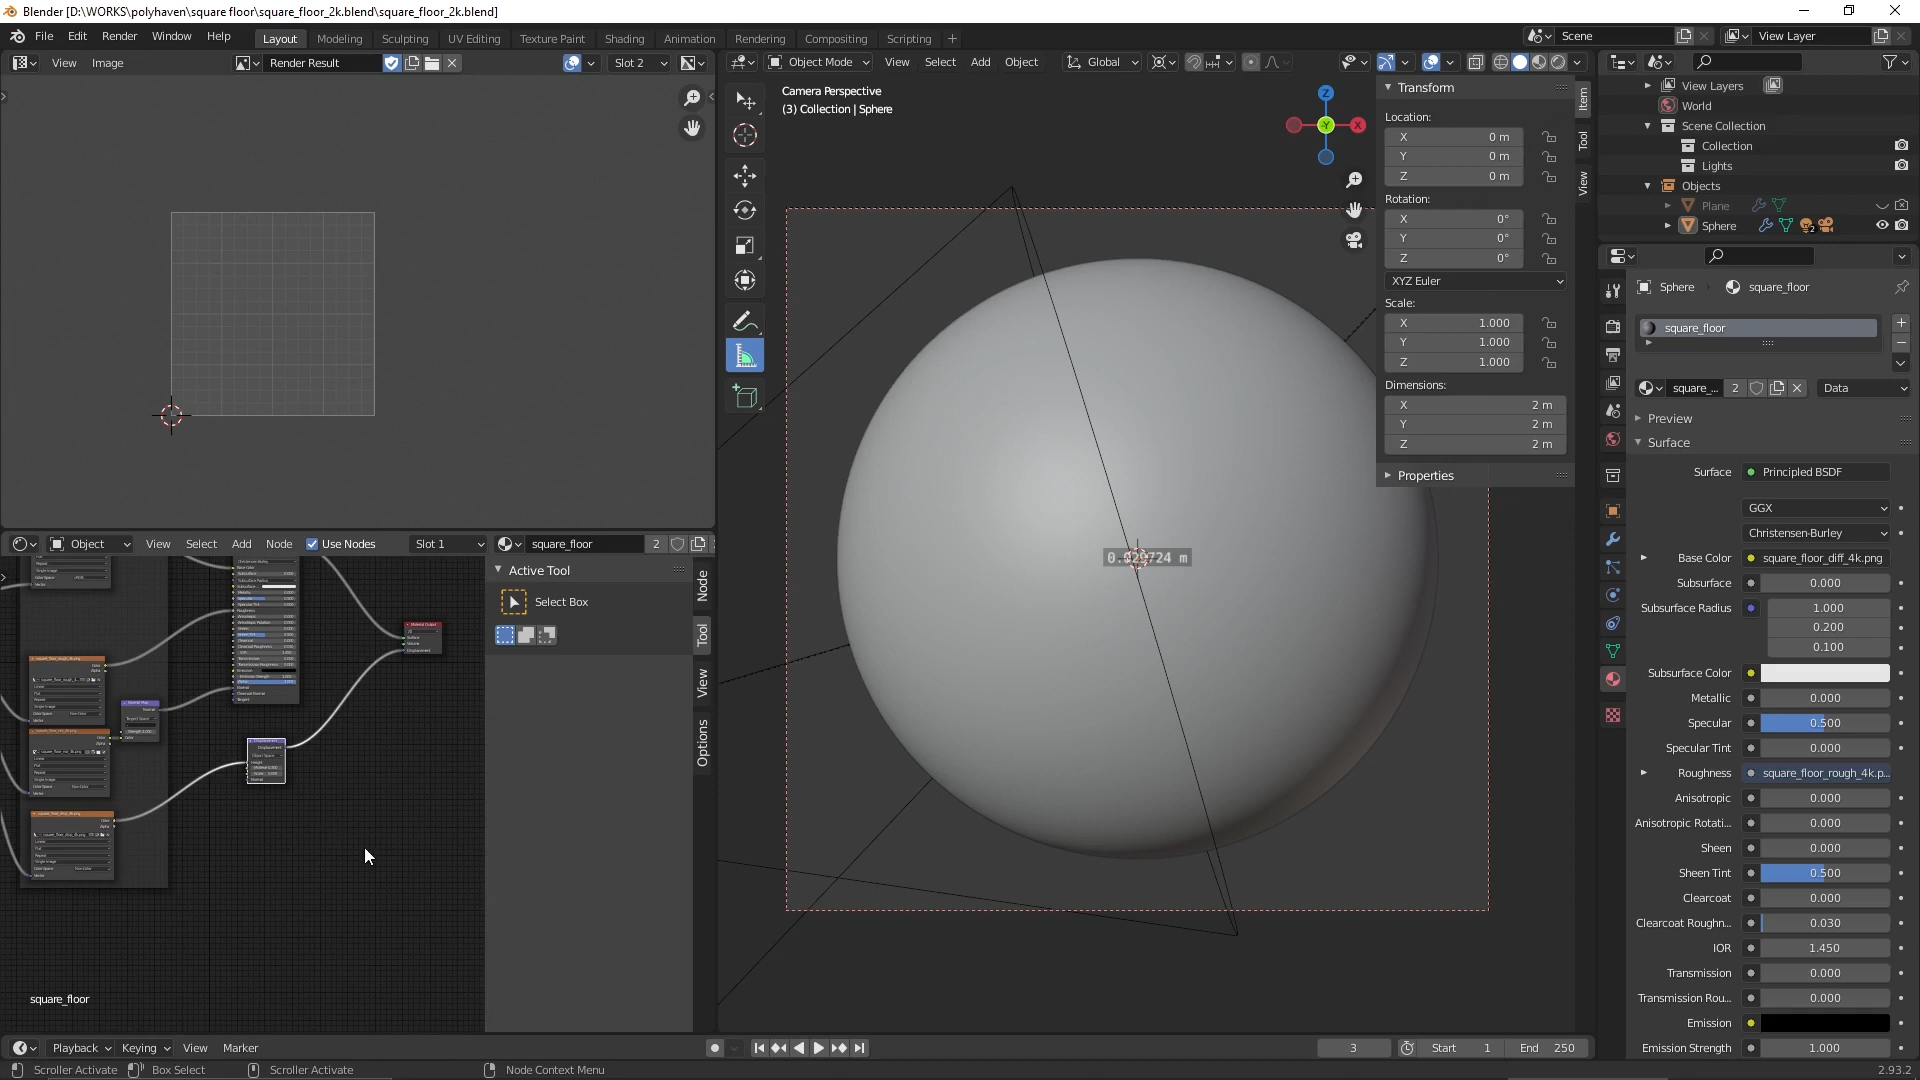 Blender [D:\WORKS\polyhaven\square floor\square_floor_2k.blend\square_floor_2k.blend]
File Edit Render Window Help
Layout Modeling Sculpting UV Editing Texture Paint Shading Animation Rendering Compositing Scripting +
Scene
View Layer
View Image
Render Result
Slot 2
Object Mode
View Select Add Object
Global
Camera Perspective
(3) Collection | Sphere
Z
X
Y
Transform
Location:
X 0 m
Y 0 m
Z 0 m
Rotation:
X 0°
Y 0°
Z 0°
XYZ Euler
Scale:
X 1.000
Y 1.000
Z 1.000
Dimensions:
X 2 m
Y 2 m
Z 2 m
Properties
Item
Tool
View
View Layers
World
Scene Collection
Collection
Lights
Objects
Plane
Sphere
2
Sphere
square_floor
square_floor
square_...
2
Data
Preview
Surface
Surface Principled BSDF
GGX
Christensen-Burley
Base Color square_floor_diff_4k.png
Subsurface 0.000
Subsurface Radius 1.000
0.200
0.100
Subsurface Color
Metallic 0.000
Specular 0.500
Specular Tint 0.000
Roughness square_floor_rough_4k.p...
Anisotropic 0.000
Anisotropic Rotati... 0.000
Sheen 0.000
Sheen Tint 0.500
Clearcoat 0.000
Clearcoat Roughn... 0.030
IOR 1.450
Transmission 0.000
Transmission Rou... 0.000
Emission
Emission Strength 1.000
Object
View Select Add Node
Use Nodes
Slot 1
square_floor
2
Active Tool
Select Box
Node
Tool
View
Options
square_floor
Playback Keying View Marker
3
Start 1
End 250
Scroller Activate
Box Select
Scroller Activate
Node Context Menu
2.93.2